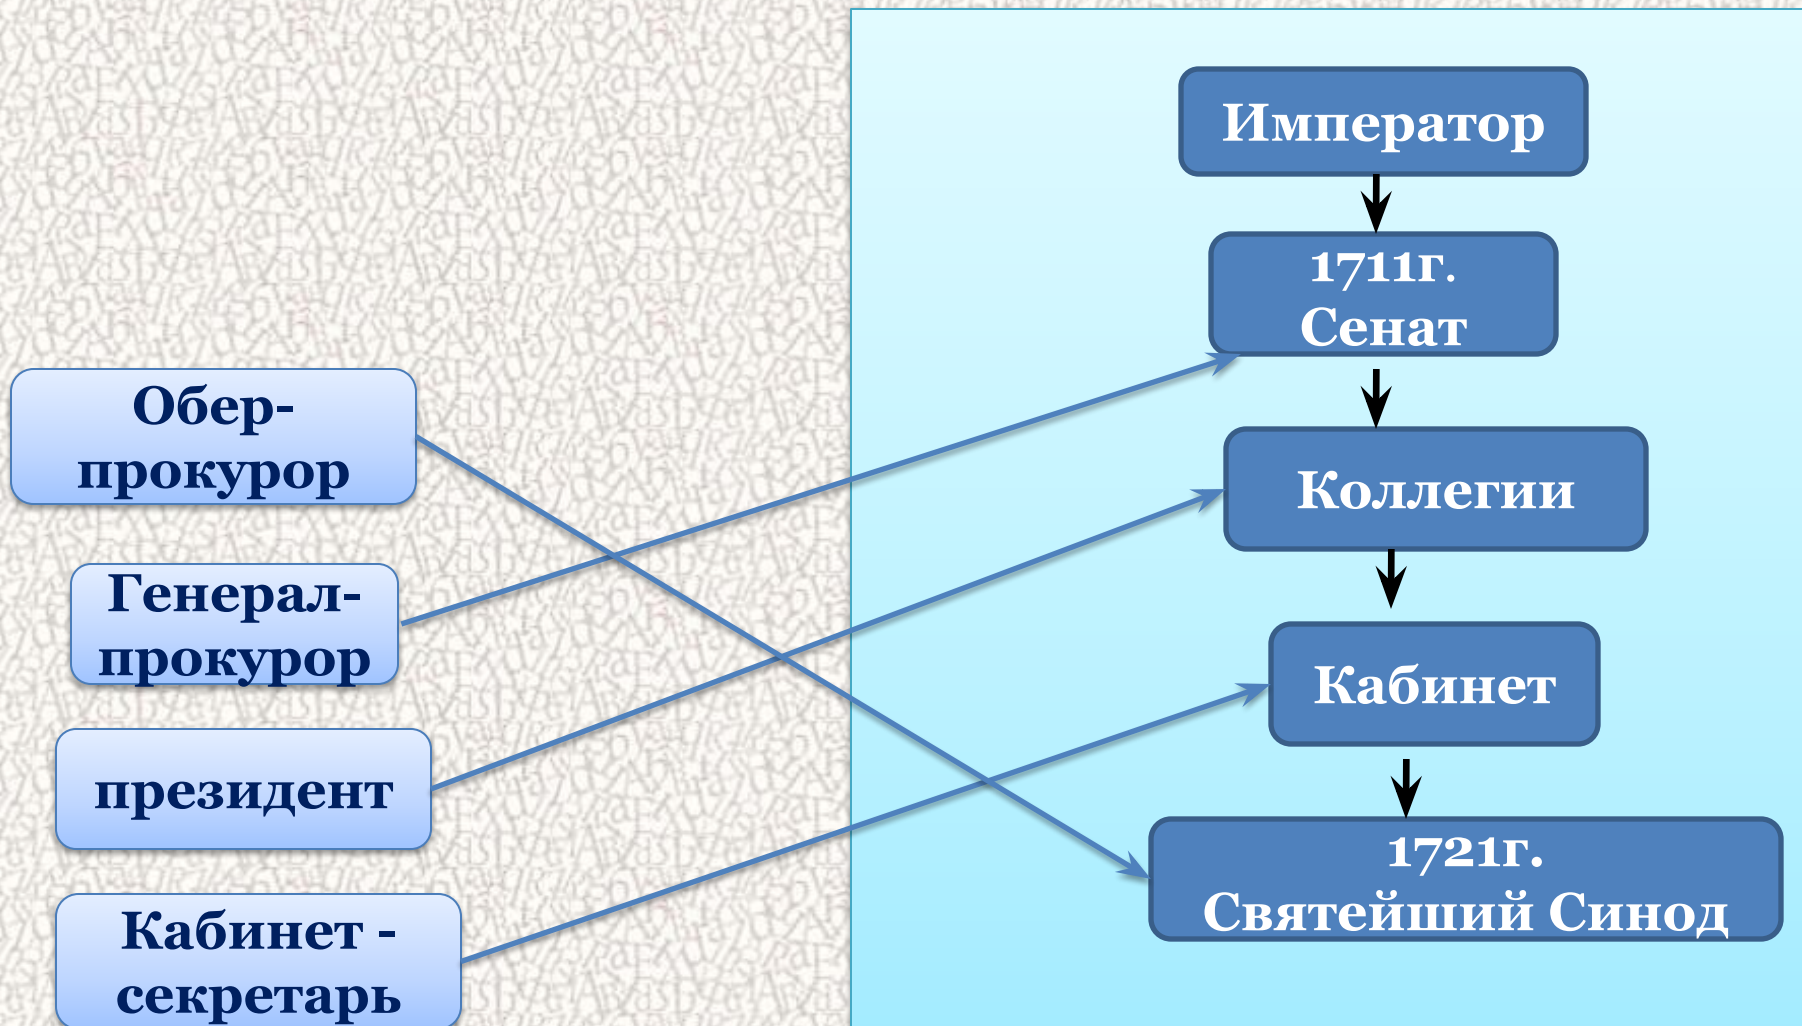 Император
1711г.
Сенат
Обер-
прокурор
Коллегии
Генерал-
прокурор
Кабинет
президент
1721г.
Святейший Синод
Кабинет -
секретарь